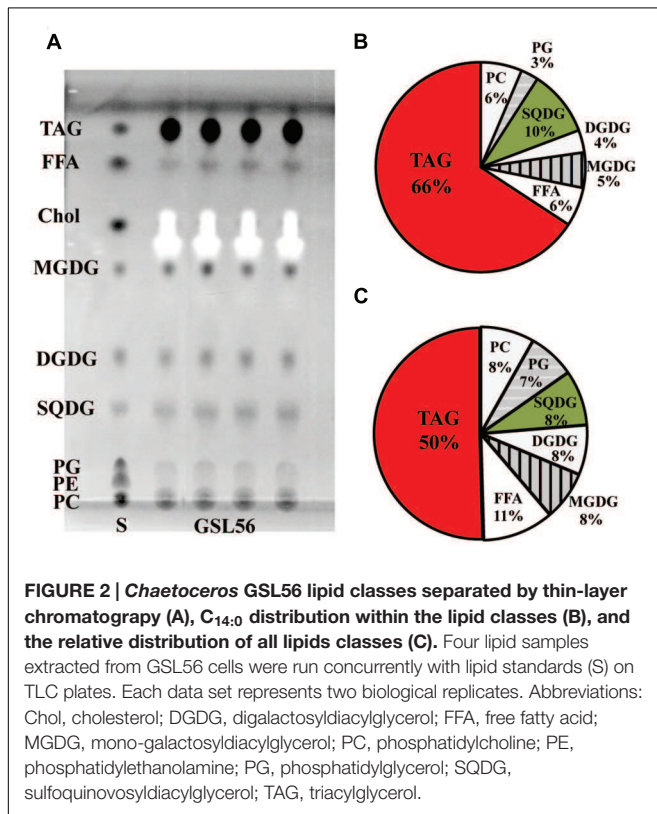 A
TAG
FFA
Chol
MGDG
DGDG
SQDG
PG
PE
PC
S GSL56
B
PG
3%
PC
6%
SQDG
10%
DGDG
4%
MGDG
5%
FFA
6%
TAG
66%
C
PC
8%
PG
7%
SQDG
8%
DGDG
8%
MGDG
8%
FFA
11%
TAG
50%
FIGURE 2 | Chaetoceros GSL56 lipid classes separated by thin-layer
chromatograpy (A), C14:0 distribution within the lipid classes (B), and
the relative distribution of all lipids classes (C). Four lipid samples
extracted from GSL56 cells were run concurrently with lipid standards (S) on
TLC plates. Each data set represents two biological replicates. Abbreviations:
Chol, cholesterol; DGDG, digalactosyldiacylglycerol; FFA, free fatty acid;
MGDG, mono-galactosyldiacylglycerol; PC, phosphatidylcholine; PE,
phosphatidylethanolamine; PG, phosphatidylglycerol; SQDG,
sulfoquinovosyldiacylglycerol; TAG, triacylglycerol.